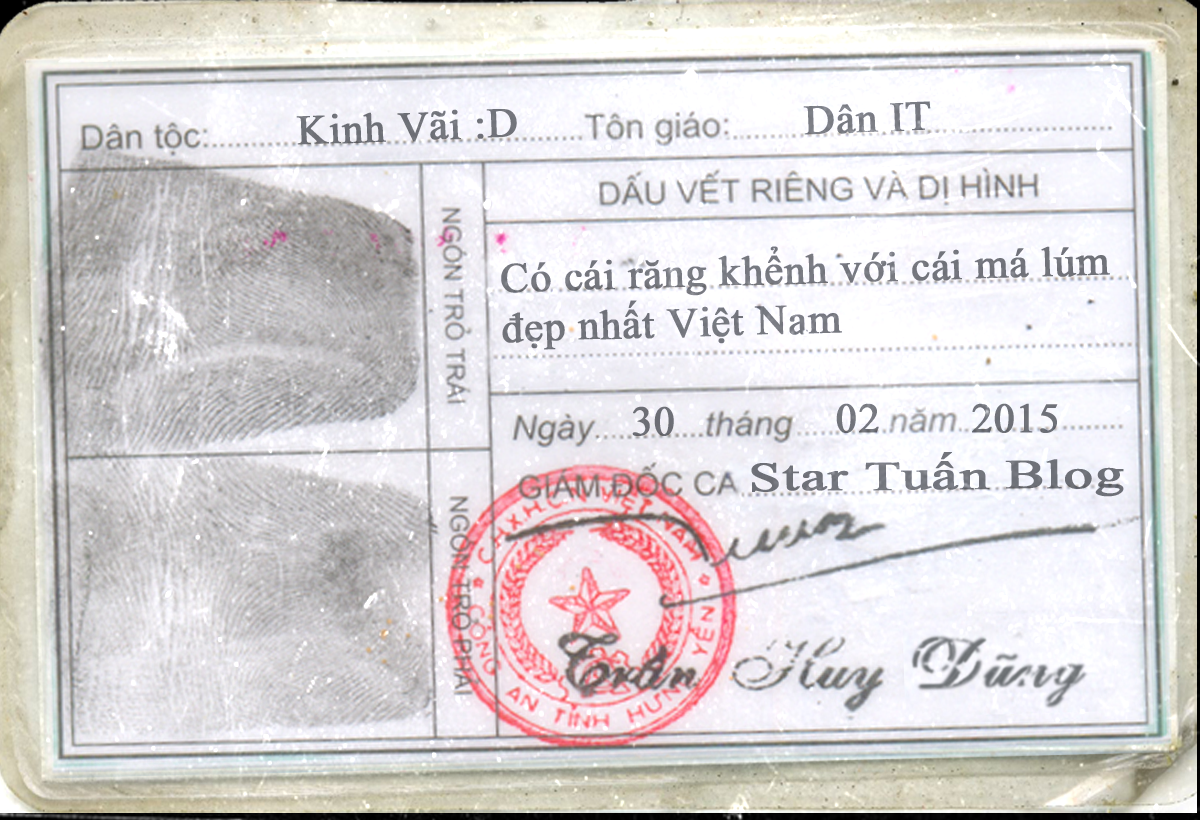 Dân tộc: Kinh Vãi :D Tôn giáo: Dân IT
DẤU VẾT RIÊNG VÀ DỊ HÌNH
Có cái răng khểnh với cái má lúm
đẹp nhất Việt Nam
NGÓN TRỎ TRÁI
NGÓN TRỎ PHẢI
Ngày 30 tháng 02 năm 2015
GIÁM ĐỐC CA Star Tuấn Blog
C.H.X.H.C.N VIỆT NAM
CÔNG AN TỈNH HƯNG YÊN
Trần Huy Dũng